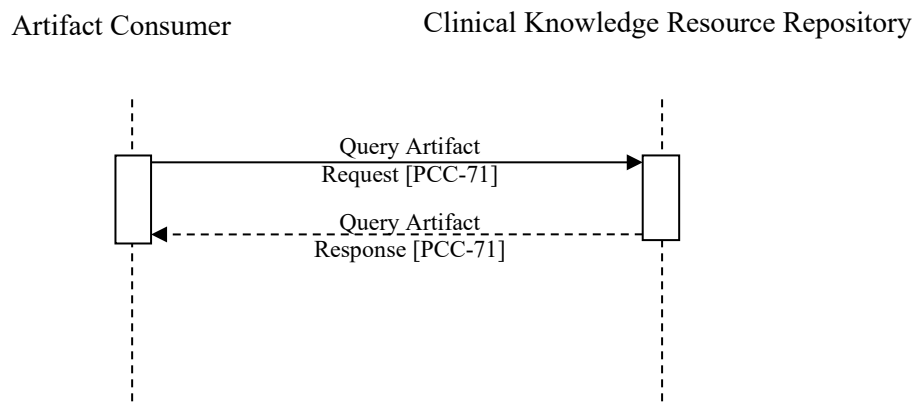 Artifact Consumer
Clinical Knowledge Resource Repository
Query Artifact
Request [PCC-71]
Query Artifact
Response [PCC-71]